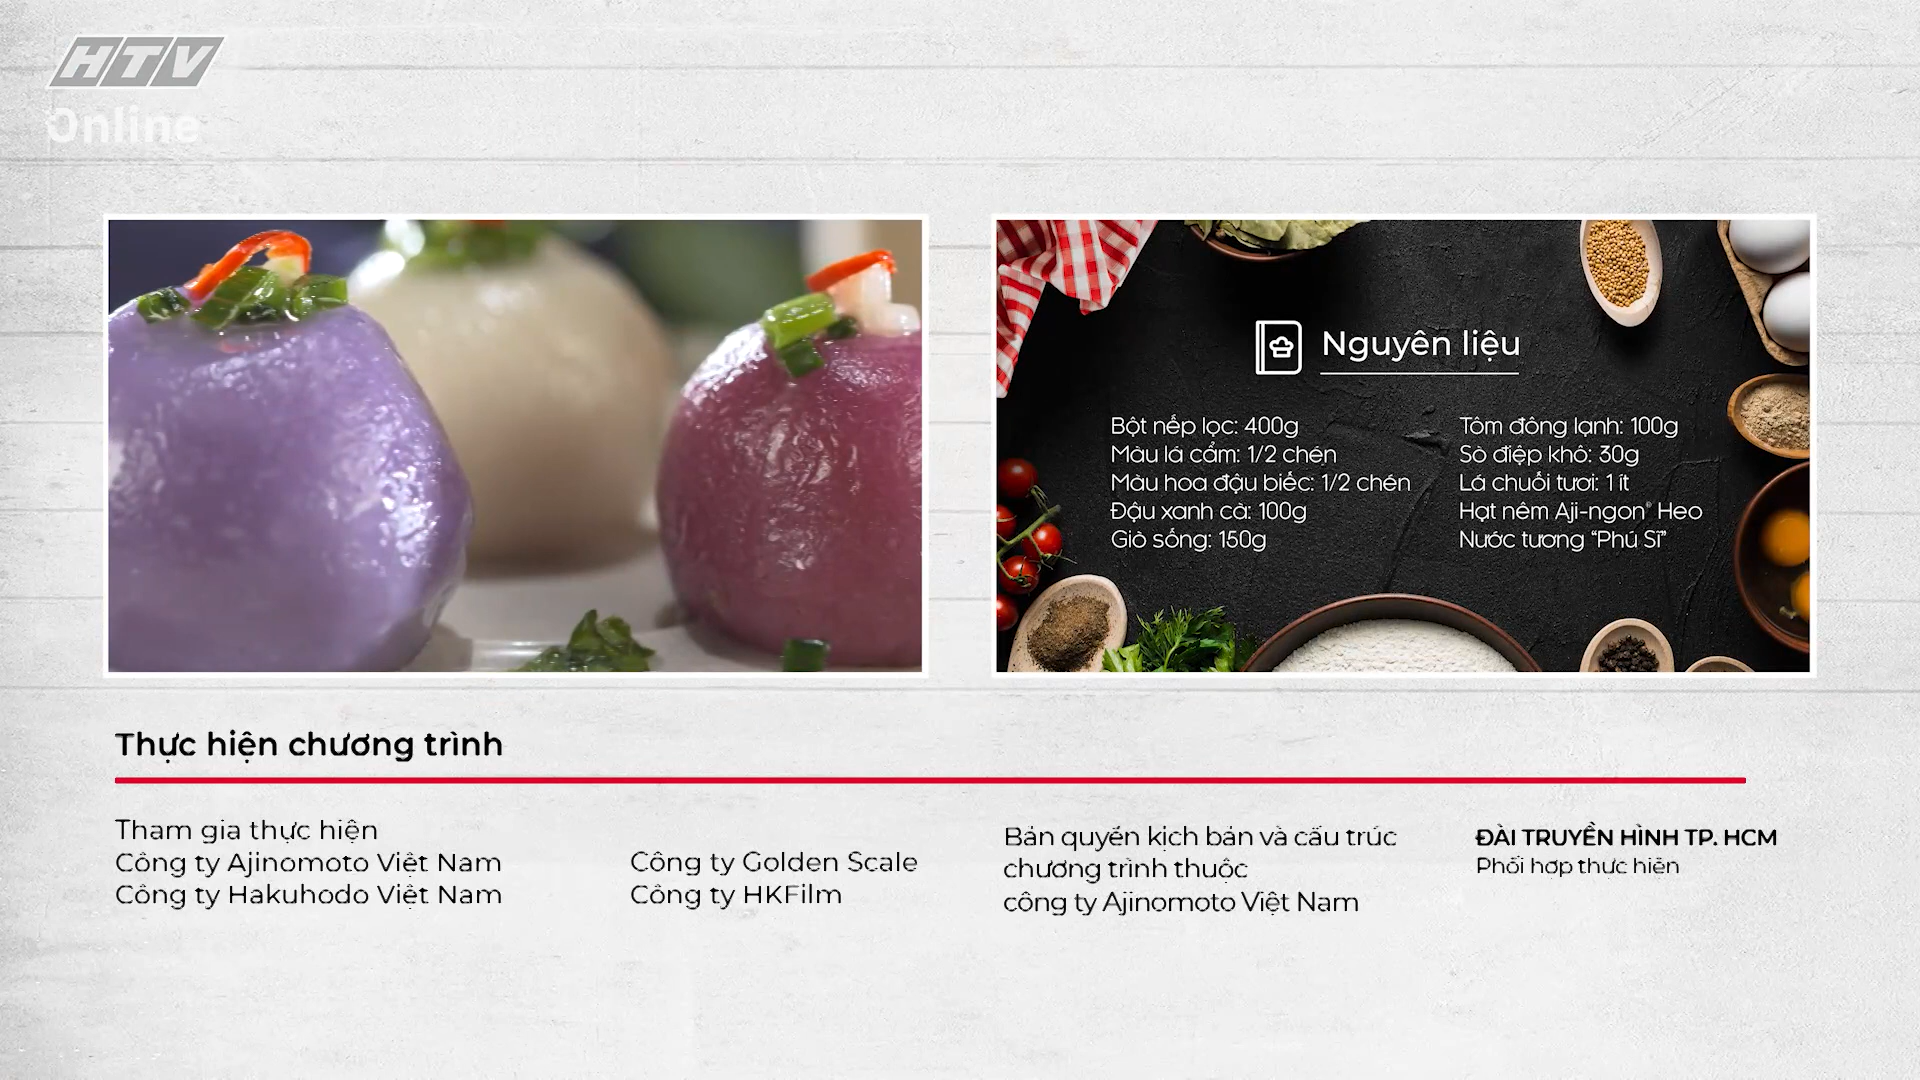 HTV
Online
Nguyên liệu
Bột nếp lọc: 400g
Màu lá cẩm: 1/2 chén
Màu hoa đậu biếc: 1/2 chén
Đậu xanh cà: 100g
Giò sống: 150g
Tôm đông lạnh: 100g
Sò điệp khô: 30g
Lá chuối tươi: 1 ít
Hạt nêm Aji-ngon® Heo
Nước tương “Phú Sĩ”
Thực hiện chương trình
Tham gia thực hiện
Công ty Ajinomoto Việt Nam
Công ty Hakuhodo Việt Nam
Công ty Golden Scale
Công ty HKFilm
Bản quyền kịch bản và cấu trúc
chương trình thuộc
công ty Ajinomoto Việt Nam
ĐÀI TRUYỀN HÌNH TP. HCM
Phối hợp thực hiện